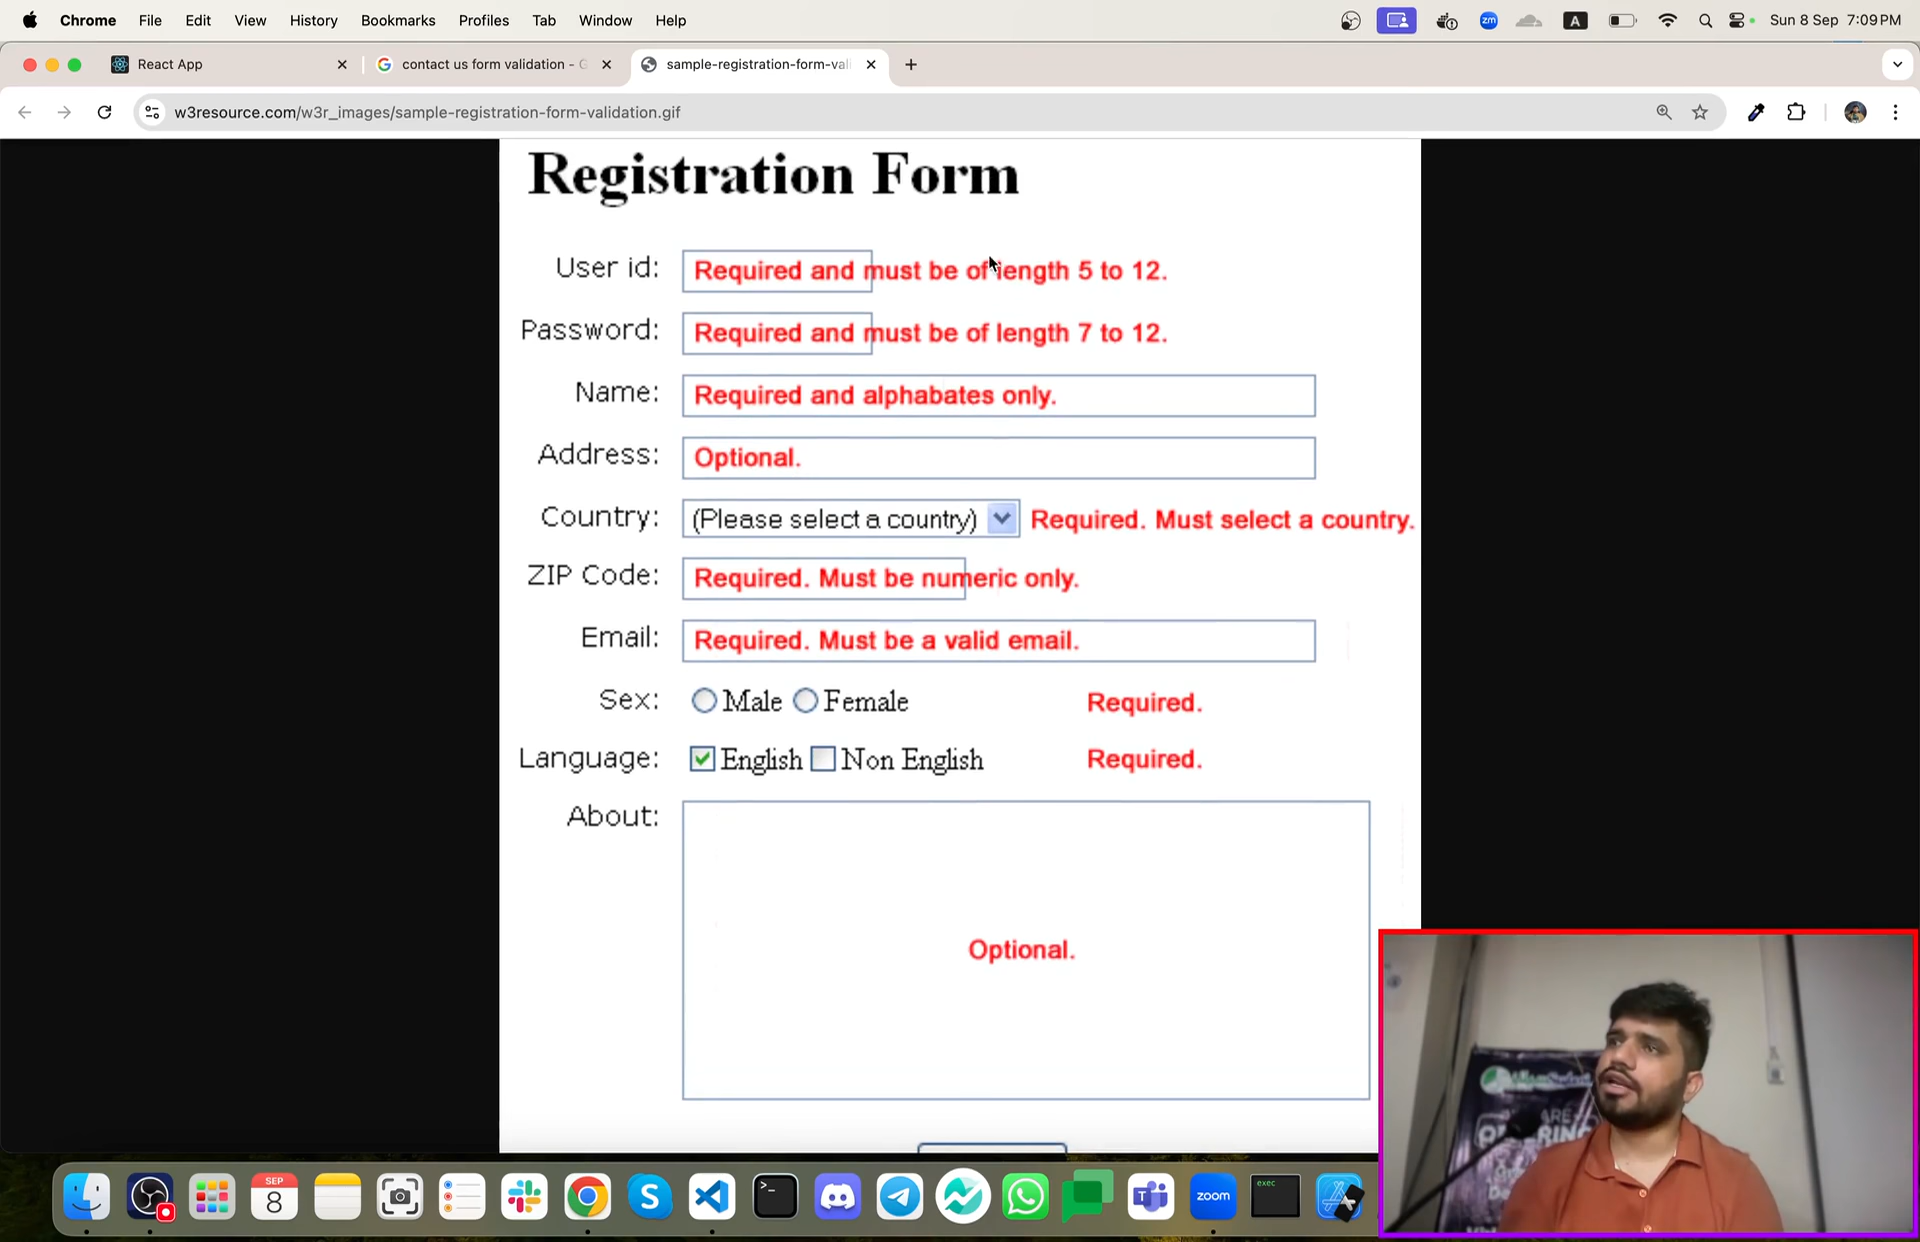 Chrome File Edit View History Bookmarks Profiles Tab Window Help
zm A Sun 8 Sep 7:09 PM
React App
contact us form validation - G
sample-registration-form-vali
w3resource.com/w3r_images/sample-registration-form-validation.gif
Registration Form
User id: Required and must be of length 5 to 12.
Password: Required and must be of length 7 to 12.
Name: Required and alphabates only.
Address: Optional.
Country: (Please select a country) Required. Must select a country.
ZIP Code: Required. Must be numeric only.
Email: Required. Must be a valid email.
Sex: Male Female Required.
Language: English Non English Required.
About: Optional.
ARE
SEP
8
zoom
exec